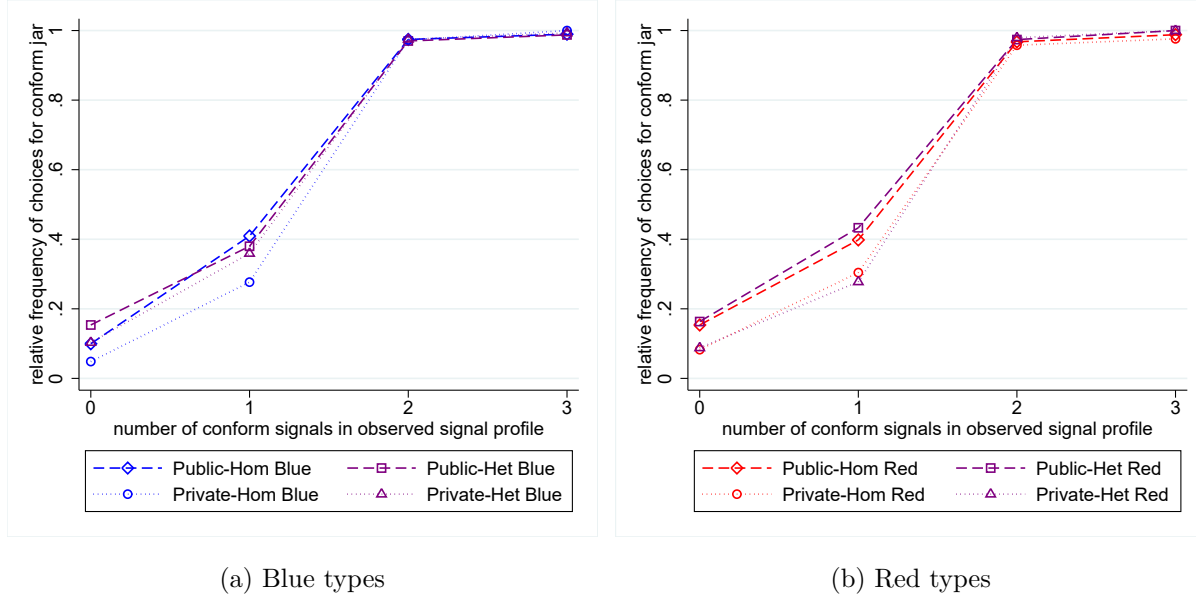 relative frequency of choices for conform jar
1
.8
.6
.4
.2
0
0 1 2 3
number of conform signals in observed signal profile
Public-Hom Blue Public-Het Blue
Private-Hom Blue Private-Het Blue
(a) Blue types
relative frequency of choices for conform jar
1
.8
.6
.4
.2
0
0 1 2 3
number of conform signals in observed signal profile
Public-Hom Red Public-Het Red
Private-Hom Red Private-Het Red
(b) Red types